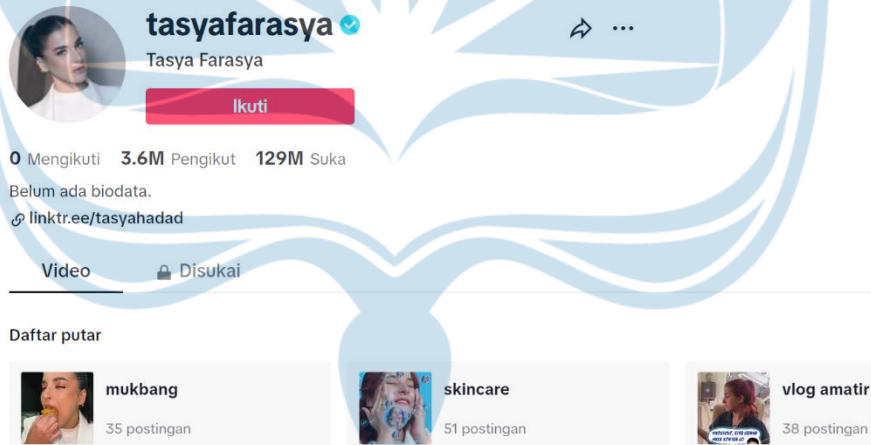 tasyafarasya
Tasya Farasya
Ikuti
0 Mengikuti 3.6M Pengikut 129M Suka
Belum ada biodata.
linktr.ee/tasyahadad
Video Disukai
Daftar putar
mukbang
35 postingan
skincare
51 postingan
vlog amatir
38 postingan